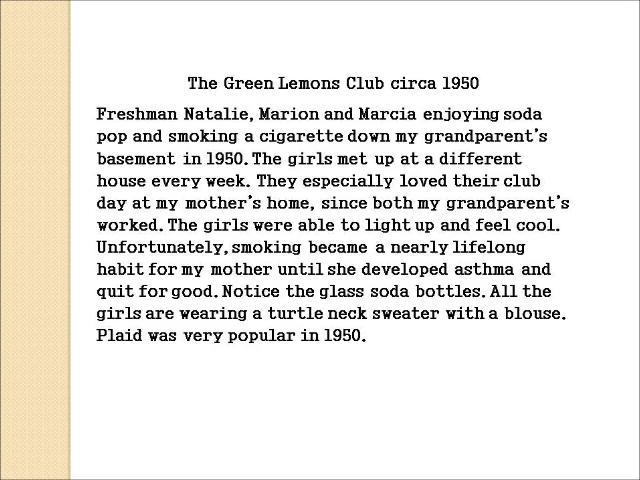 The Green Lemons Club circa 1950
Freshman Natalie, Marion and Marcia enjoying soda
pop and smoking a cigarette down my grandparent’s
basement in 1950. The girls met up at a different
house every week. They especially loved their club
day at my mother’s home, since both my grandparent’s
worked. The girls were able to light up and feel cool.
Unfortunately, smoking became a nearly lifelong
habit for my mother until she developed asthma and
quit for good. Notice the glass soda bottles. All the
girls are wearing a turtle neck sweater with a blouse.
Plaid was very popular in 1950.